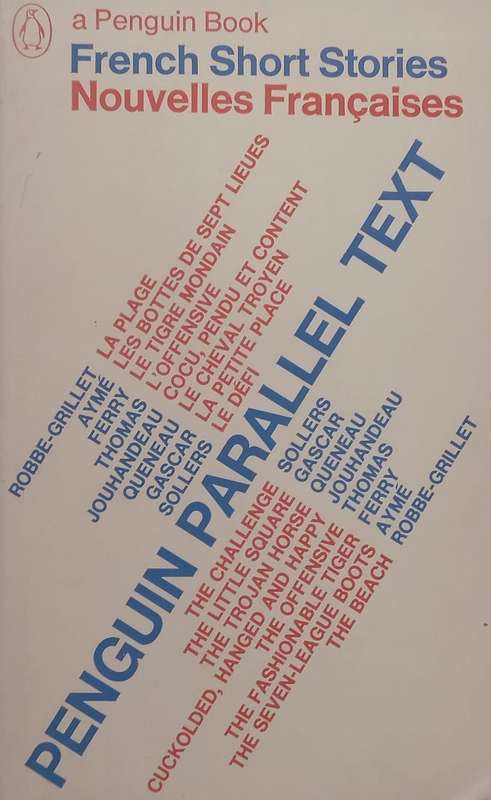 a Penguin Book
French Short Stories
Nouvelles Françaises
ROBBE-GRILLET LA PLAGE
AYMÉ LES BOTTES DE SEPT LIEUES
FERRY LE TIGRE MONDAIN
THOMAS L'OFFENSIVE
JOUHANDEAU COCU, PENDU ET CONTENT
QUENEAU LE CHEVAL TROYEN
GASCAR LA PETITE PLACE
SOLLERS LE DÉFI
PENGUIN PARALLEL TEXT
THE CHALLENGE SOLLERS
THE LITTLE SQUARE GASCAR
THE TROJAN HORSE QUENEAU
CUCKOLDED, HANGED AND HAPPY JOUHANDEAU
THE OFFENSIVE THOMAS
THE FASHIONABLE TIGER FERRY
THE SEVEN-LEAGUE BOOTS AYMÉ
THE BEACH ROBBE-GRILLET